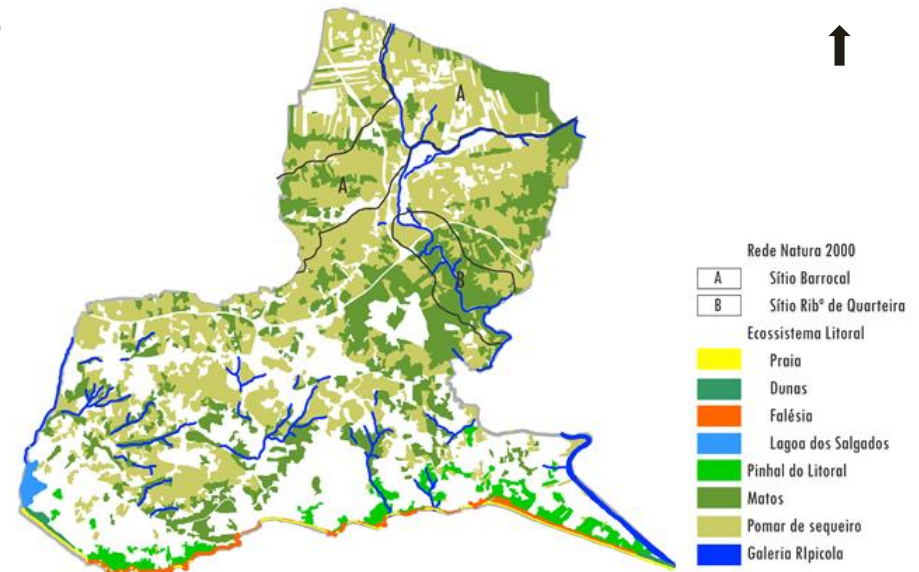 A
A
B
Rede Natura 2000
A Sítio Barrocal
B Sítio Ribª de Quarteira
Ecossistema Litoral
Praia
Dunas
Falésia
Lagoa dos Salgados
Pinhal do Litoral
Matos
Pomar de sequeiro
Galeria RIpicola